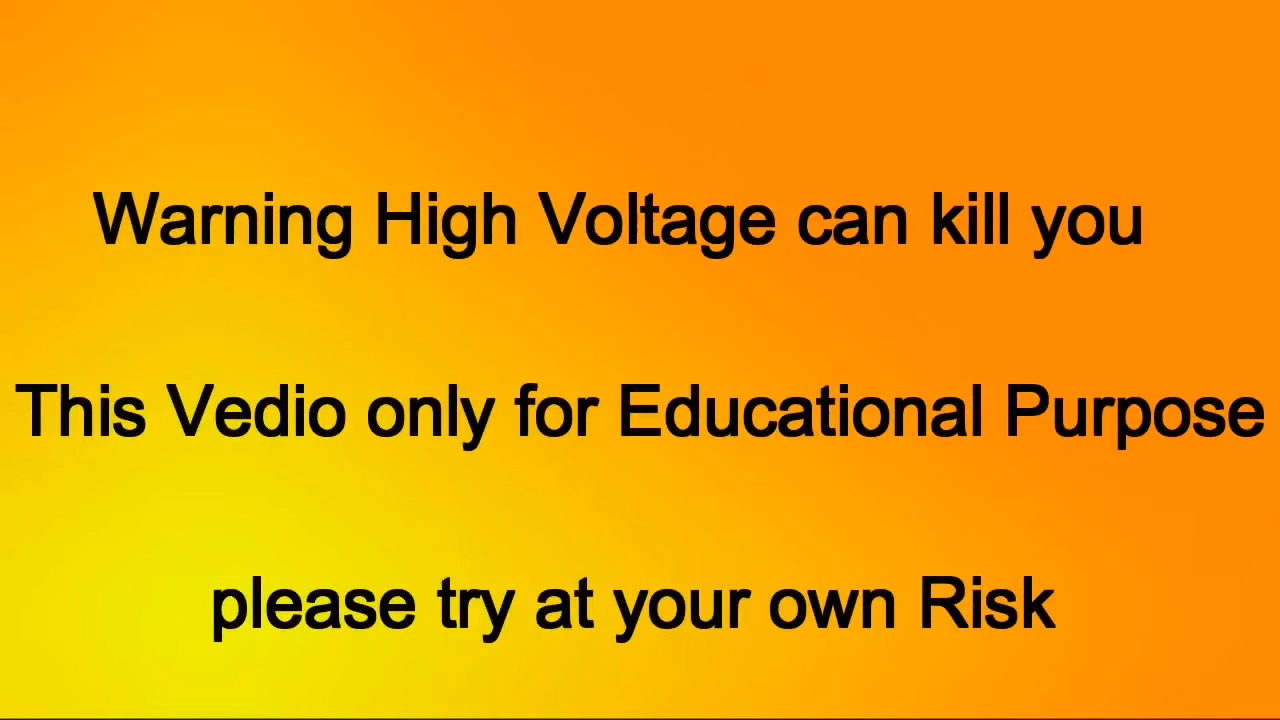 Warning High Voltage can kill you
This Vedio only for Educational Purpose
please try at your own Risk